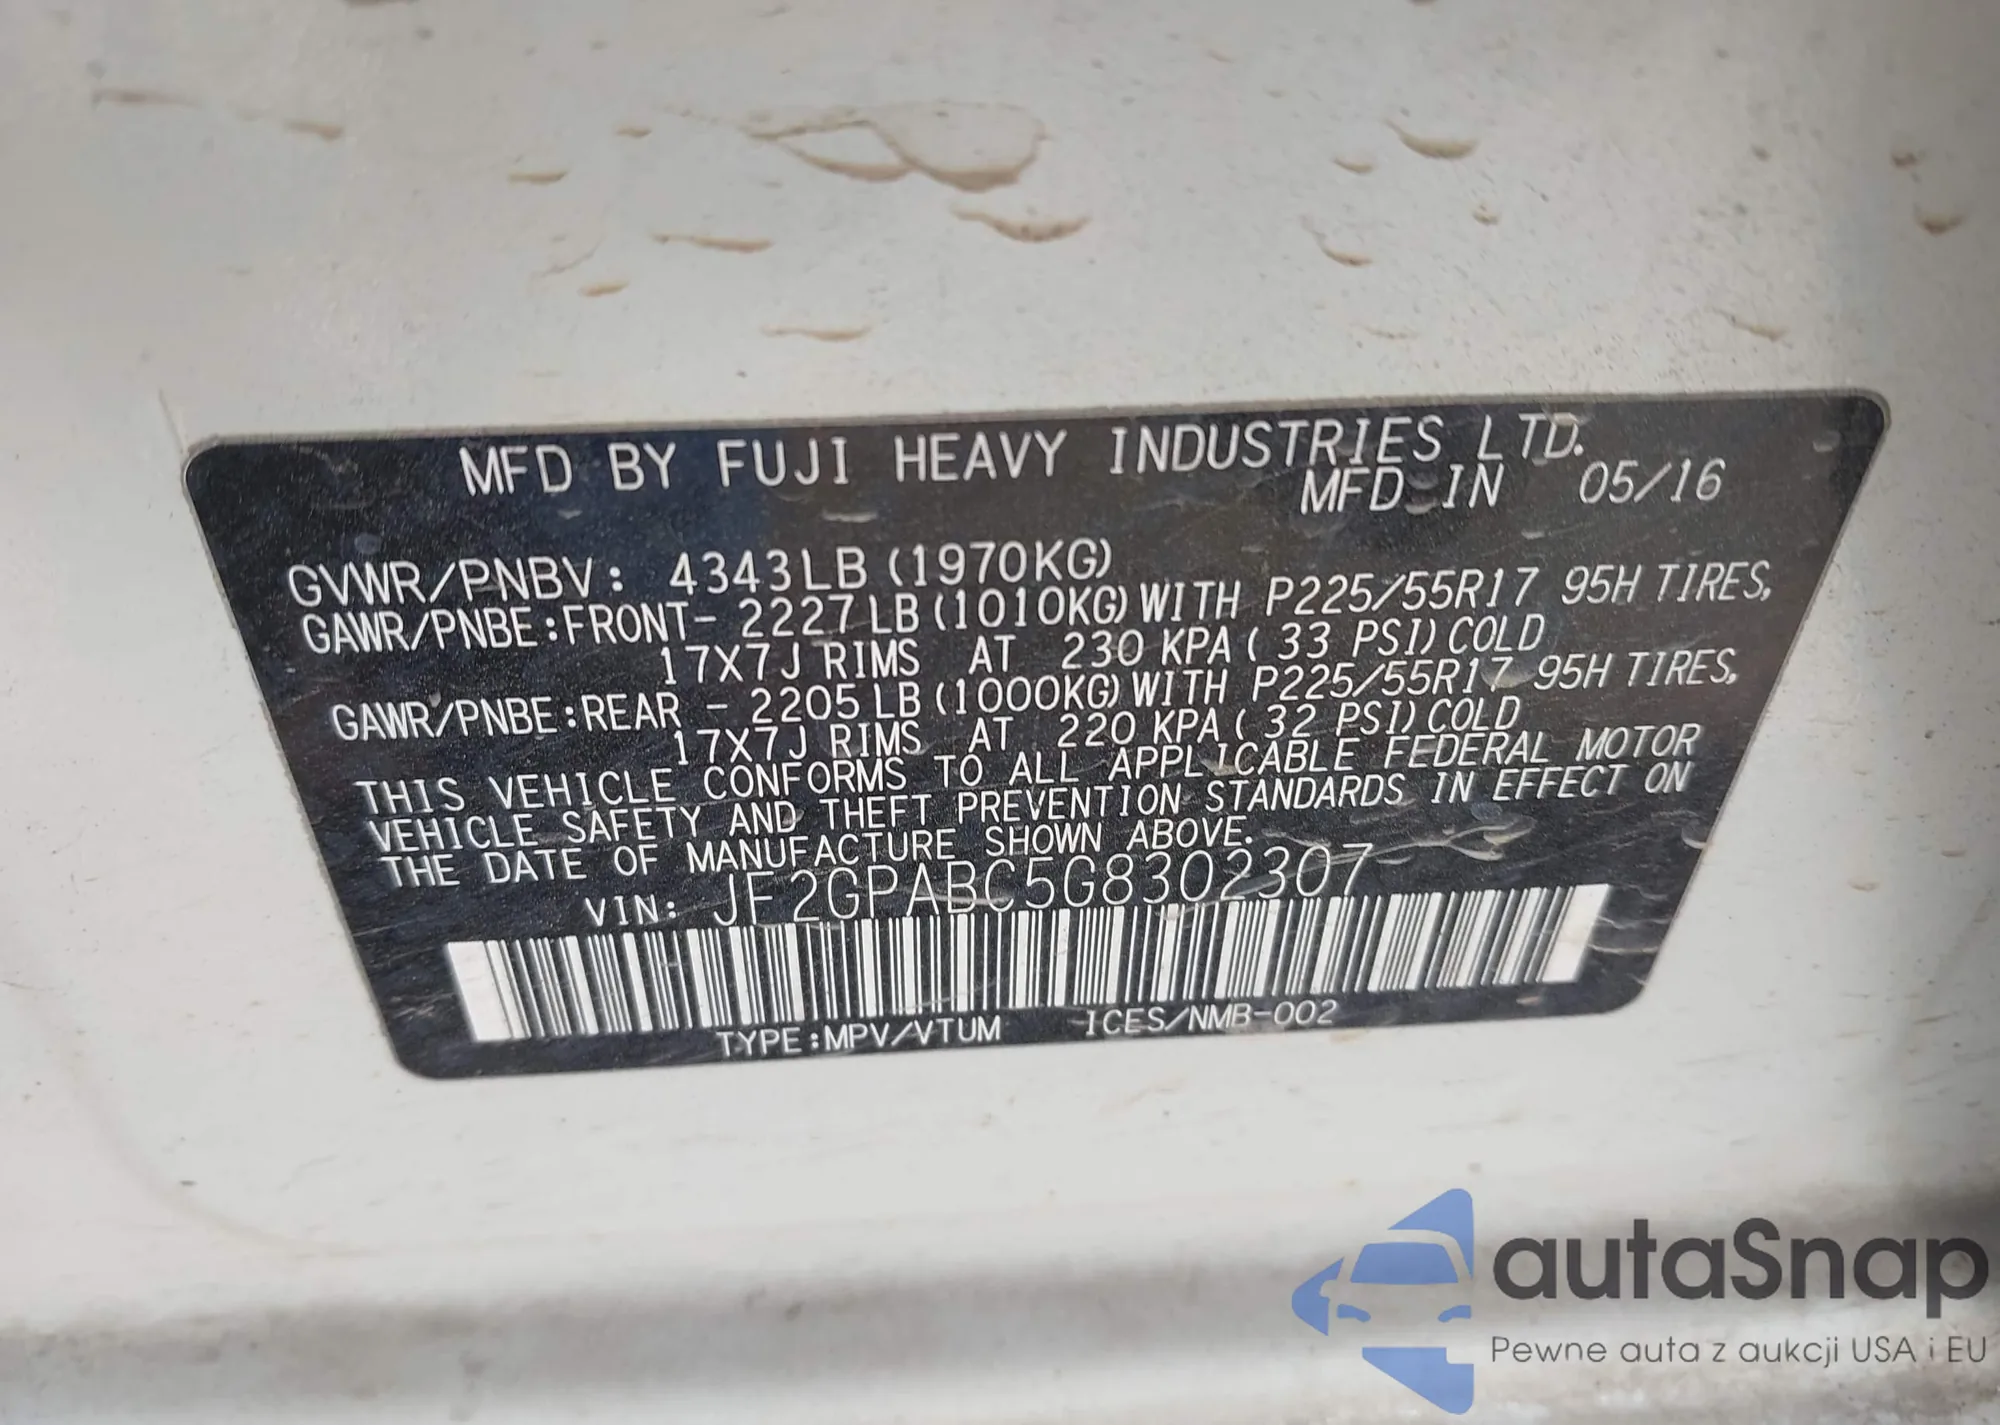 MFD BY FUJI HEAVY INDUSTRIES LTD.
MFD IN 05/16
GVWR/PNBV: 4343LB (1970KG)
GAWR/PNBE:FRONT- 2227LB (1010KG) WITH P225/55R17 95H TIRES,
17X7J RIMS AT 230 KPA ( 33 PSI) COLD
GAWR/PNBE:REAR - 2205LB (1000KG) WITH P225/55R17 95H TIRES,
17X7J RIMS AT 220 KPA ( 32 PSI) COLD
THIS VEHICLE CONFORMS TO ALL APPLICABLE FEDERAL MOTOR
VEHICLE SAFETY AND THEFT PREVENTION STANDARDS IN EFFECT ON
THE DATE OF MANUFACTURE SHOWN ABOVE.
VIN: JF2GPABC5G8302307
TYPE:MPV/VTUM ICES/NMB-002
autaSnap
Pewne auta z aukcji USA i EU